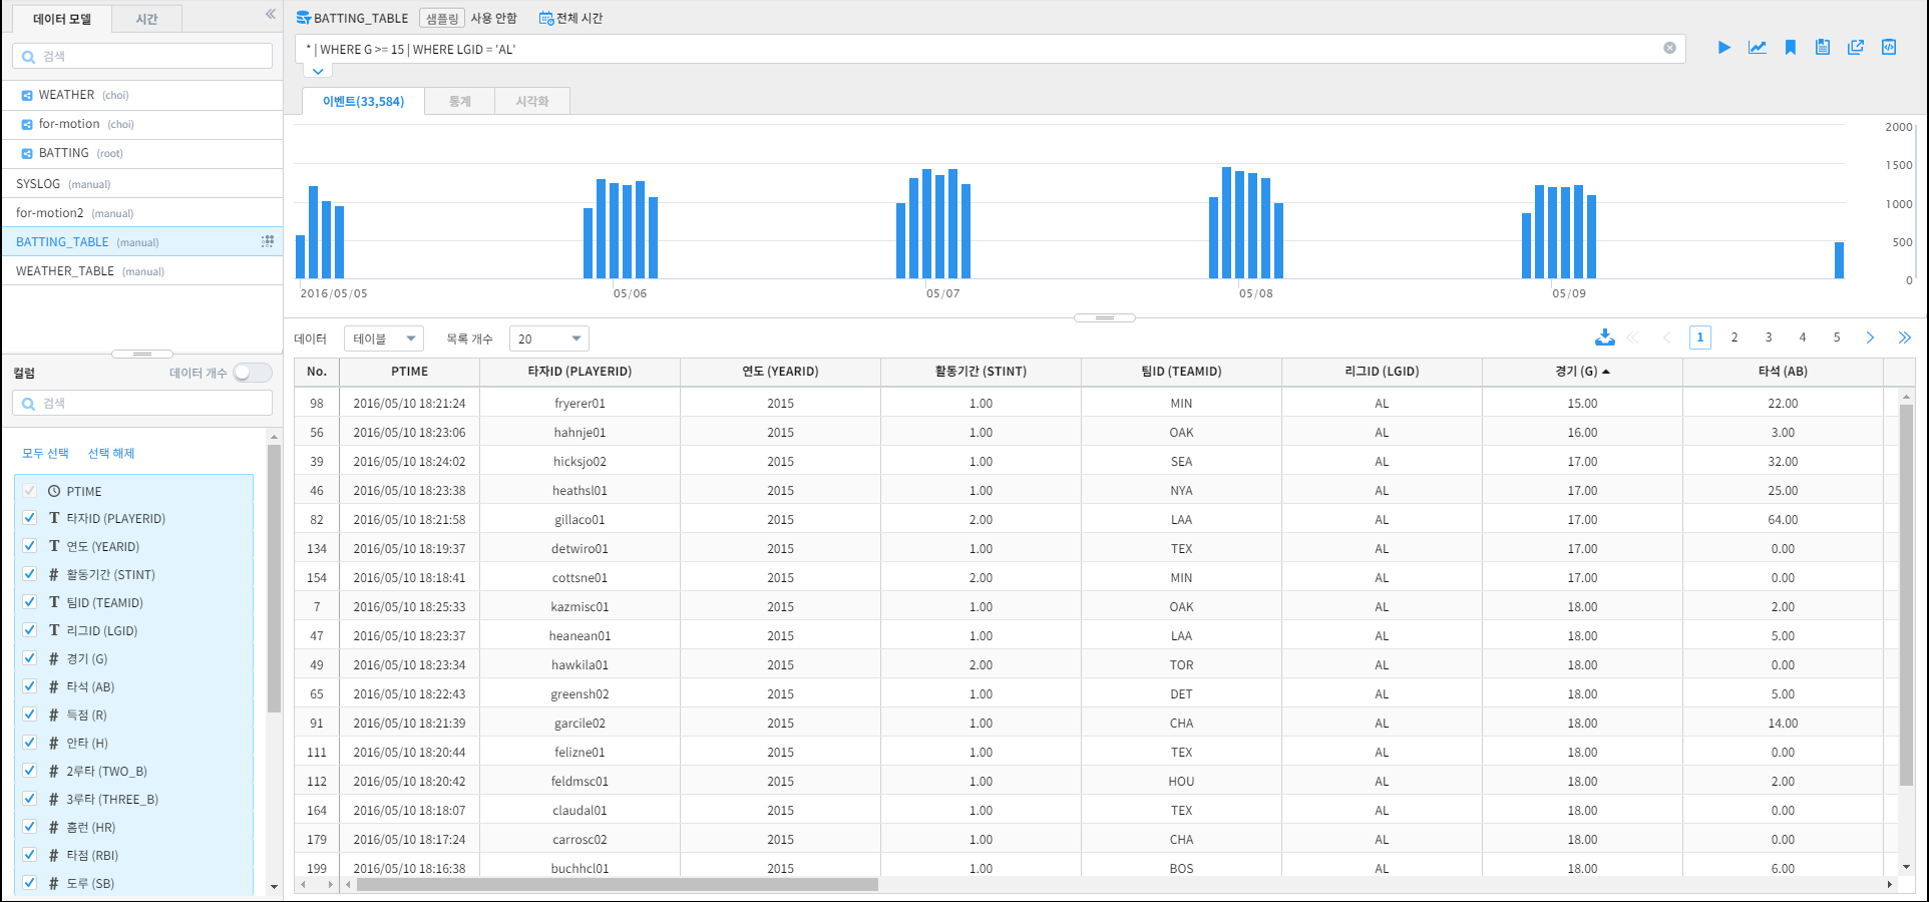 데이터 모델 시간
검색
WEATHER (choi)
for-motion (choi)
BATTING (root)
SYSLOG (manual)
for-motion2 (manual)
BATTING_TABLE (manual)
WEATHER_TABLE (manual)
컬럼 데이터 개수
검색
모두 선택 선택 해제
PTIME
T 타자ID (PLAYERID)
T 연도 (YEARID)
# 활동기간 (STINT)
T 팀ID (TEAMID)
T 리그ID (LGID)
# 경기 (G)
# 타석 (AB)
# 득점 (R)
# 안타 (H)
# 2루타 (TWO_B)
# 3루타 (THREE_B)
# 홈런 (HR)
# 타점 (RBI)
# 도루 (SB)
BATTING_TABLE 샘플링 사용 안함 전체 시간
* | WHERE G >= 15 | WHERE LGID = 'AL'
이벤트(33,584) 통계 시각화
2000
1500
1000
500
0
2016/05/05 05/06 05/07 05/08 05/09
데이터 테이블 목록 개수 20 1 2 3 4 5
No. PTIME 타자ID (PLAYERID) 연도 (YEARID) 활동기간 (STINT) 팀ID (TEAMID) 리그ID (LGID) 경기 (G) 타석 (AB)
98 2016/05/10 18:21:24 fryerer01 2015 1.00 MIN AL 15.00 22.00
56 2016/05/10 18:23:06 hahnje01 2015 1.00 OAK AL 16.00 3.00
39 2016/05/10 18:24:02 hicksjo02 2015 1.00 SEA AL 17.00 32.00
46 2016/05/10 18:23:38 heathsl01 2015 1.00 NYA AL 17.00 25.00
82 2016/05/10 18:21:58 gillaco01 2015 2.00 LAA AL 17.00 64.00
134 2016/05/10 18:19:37 detwiro01 2015 1.00 TEX AL 17.00 0.00
154 2016/05/10 18:18:41 cottsne01 2015 2.00 MIN AL 17.00 0.00
7 2016/05/10 18:25:33 kazmisc01 2015 1.00 OAK AL 18.00 2.00
47 2016/05/10 18:23:37 heanean01 2015 1.00 LAA AL 18.00 5.00
49 2016/05/10 18:23:34 hawkila01 2015 2.00 TOR AL 18.00 0.00
65 2016/05/10 18:22:43 greensh02 2015 1.00 DET AL 18.00 5.00
91 2016/05/10 18:21:39 garcile02 2015 1.00 CHA AL 18.00 14.00
111 2016/05/10 18:20:44 felizne01 2015 1.00 TEX AL 18.00 0.00
112 2016/05/10 18:20:42 feldmsc01 2015 1.00 HOU AL 18.00 2.00
164 2016/05/10 18:18:07 claudal01 2015 1.00 TEX AL 18.00 0.00
179 2016/05/10 18:17:24 carrosc02 2015 1.00 CHA AL 18.00 0.00
199 2016/05/10 18:16:38 buchhcl01 2015 1.00 BOS AL 18.00 6.00